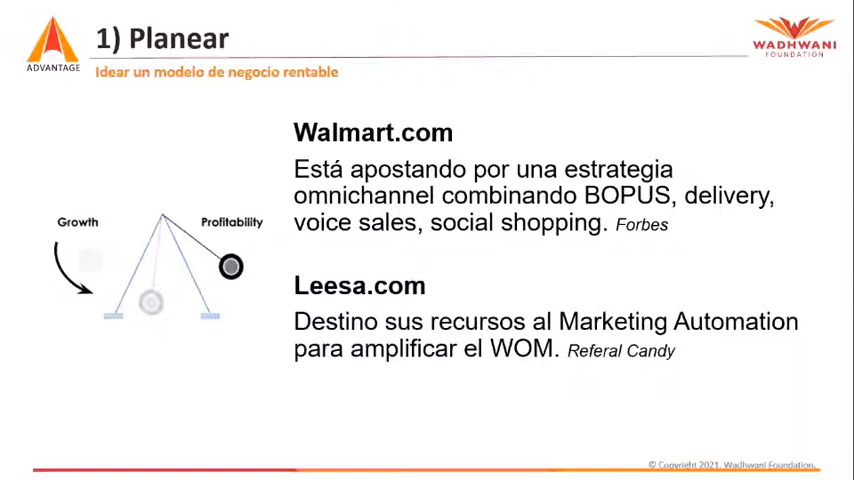 1) Planear
ADVANTAGE
Idear un modelo de negocio rentable
WADHWANI
FOUNDATION
Walmart.com
Está apostando por una estrategia
omnichannel combinando BOPUS, delivery,
voice sales, social shopping. Forbes
Growth
Profitability
Leesa.com
Destino sus recursos al Marketing Automation
para amplificar el WOM. Referal Candy
© Copyright 2021, Wadhwani Foundation.